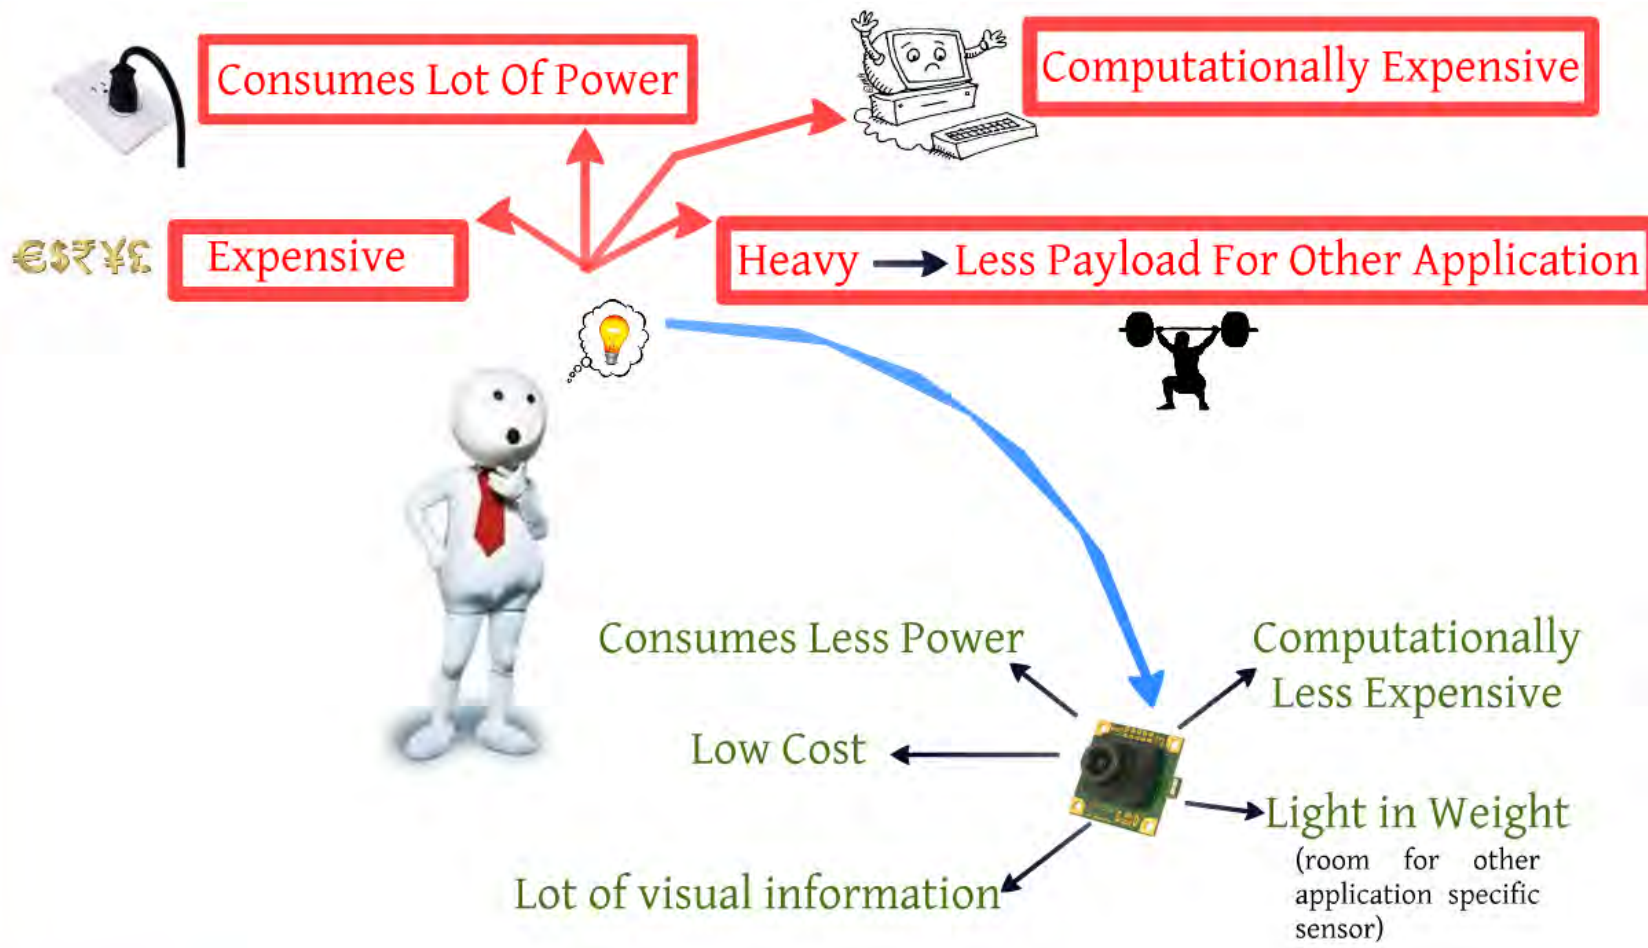 Consumes Lot Of Power
Computationally Expensive
€$₹¥£
Expensive
Heavy → Less Payload For Other Application
Consumes Less Power
Computationally
Less Expensive
Low Cost
Light in Weight
(room for other
application specific
sensor)
Lot of visual information